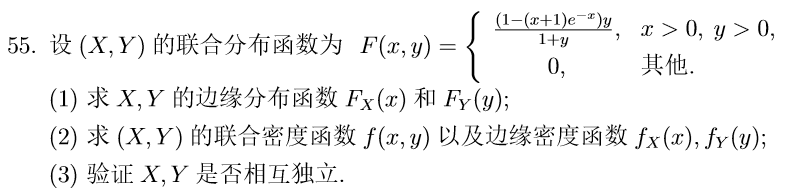 55. 设 (X, Y) 的联合分布函数为 F(x, y) = { (1−(x+1)e^{−x})y / 1+y, x > 0, y > 0, 0, 其他.
(1) 求 X, Y 的边缘分布函数 F_X(x) 和 F_Y(y);
(2) 求 (X, Y) 的联合密度函数 f(x, y) 以及边缘密度函数 f_X(x), f_Y(y);
(3) 验证 X, Y 是否相互独立.